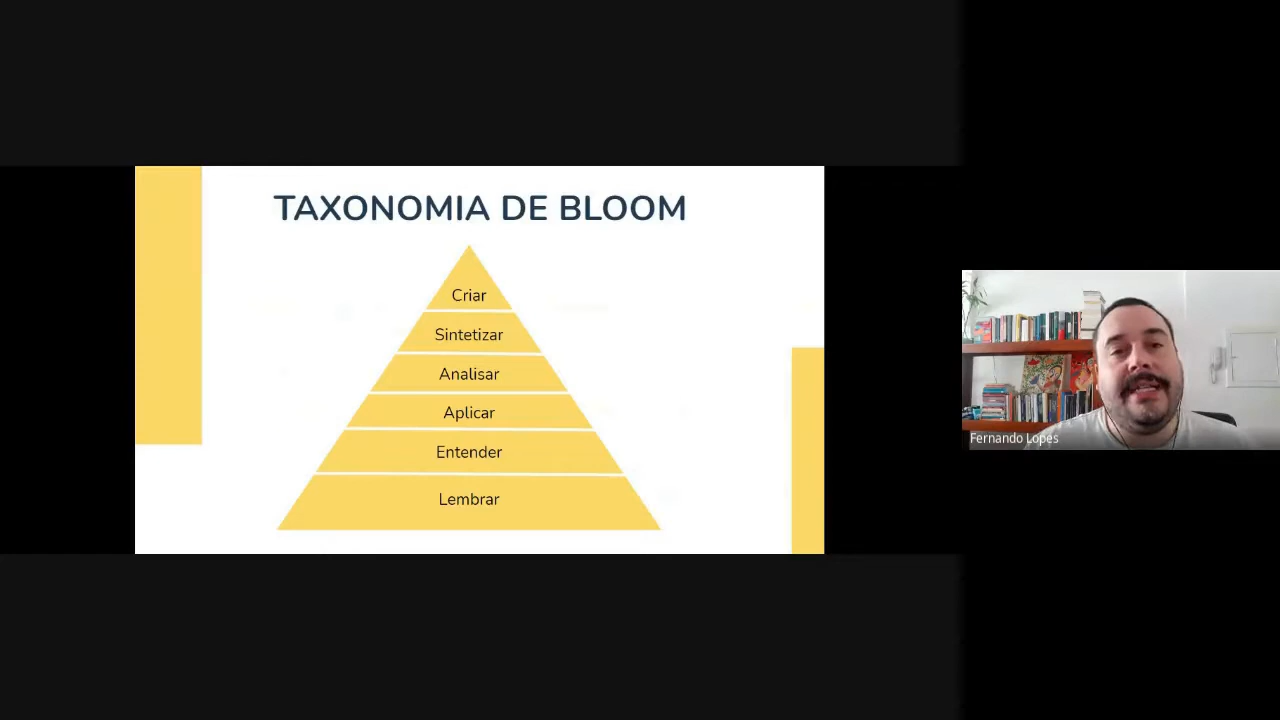 TAXONOMIA DE BLOOM
Criar
Sintetizar
Analisar
Aplicar
Entender
Lembrar
Fernando Lopes